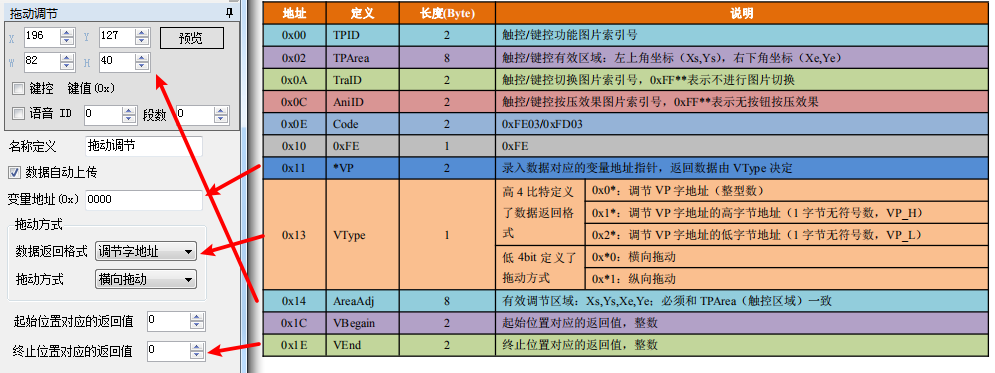 拖动调节
X 196 Y 127 预览
W 82 H 40
键控 键值(0x)
语音 ID 0 段数 0
名称定义 拖动调节
数据自动上传
变量地址(0x) 0000
拖动方式
数据返回格式 调节字地址
拖动方式 横向拖动
起始位置对应的返回值 0
终止位置对应的返回值 0
地址 定义 长度(Byte) 说明
0x00 TPID 2 触控/键控功能图片索引号
0x02 TPArea 8 触控/键控有效区域：左上角坐标（Xs,Ys），右下角坐标（Xe,Ye）
0x0A TraID 2 触控/键控切换图片索引号，0xFF**表示不进行图片切换
0x0C AniID 2 触控/键控按压效果图片索引号，0xFF**表示无按钮按压效果
0x0E Code 2 0xFE03/0xFD03
0x10 0xFE 1 0xFE
0x11 *VP 2 录入数据对应的变量地址指针，返回数据由 VType 决定
0x13 VType 1
高 4 比特定义
了数据返回格
式
0x0*：调节 VP 字地址（整型数）
0x1*：调节 VP 字地址的高字节地址（1 字节无符号数，VP_H）
0x2*：调节 VP 字地址的低字节地址（1 字节无符号数，VP_L）
低 4bit 定义了
拖动方式
0x*0：横向拖动
0x*1：纵向拖动
0x14 AreaAdj 8 有效调节区域：Xs,Ys,Xe,Ye；必须和 TPArea（触控区域）一致
0x1C VBegain 2 起始位置对应的返回值，整数
0x1E VEnd 2 终止位置对应的返回值，整数